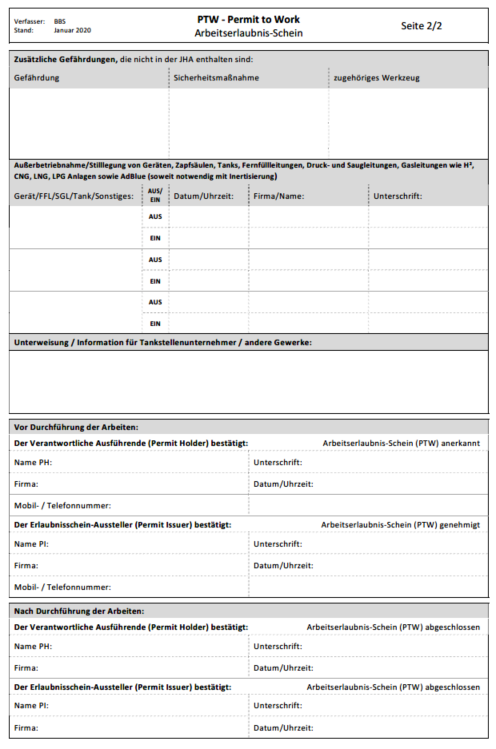 Verfasser: BBS
Stand: Januar 2020
PTW - Permit to Work
Arbeitserlaubnis-Schein
Seite 2/2
Zusätzliche Gefährdungen, die nicht in der JHA enthalten sind:
Gefährdung Sicherheitsmaßnahme zugehöriges Werkzeug
Außerbetriebnahme/Stilllegung von Geräten, Zapfsäulen, Tanks, Fernfüllleitungen, Druck- und Saugleitungen, Gasleitungen wie H²,
CNG, LNG, LPG Anlagen sowie AdBlue (soweit notwendig mit Inertisierung)
Gerät/FFL/SGL/Tank/Sonstiges: AUS/ EIN Datum/Uhrzeit: Firma/Name: Unterschrift:
AUS
EIN
AUS
EIN
AUS
EIN
Unterweisung / Information für Tankstellenunternehmer / andere Gewerke:
Vor Durchführung der Arbeiten:
Der Verantwortliche Ausführende (Permit Holder) bestätigt: Arbeitserlaubnis-Schein (PTW) anerkannt
Name PH: Unterschrift:
Firma: Datum/Uhrzeit:
Mobil- / Telefonnummer:
Der Erlaubnisschein-Aussteller (Permit Issuer) bestätigt: Arbeitserlaubnis-Schein (PTW) genehmigt
Name PI: Unterschrift:
Firma: Datum/Uhrzeit:
Mobil- / Telefonnummer:
Nach Durchführung der Arbeiten:
Der Verantwortliche Ausführende (Permit Holder) bestätigt: Arbeitserlaubnis-Schein (PTW) abgeschlossen
Name PH: Unterschrift:
Firma: Datum/Uhrzeit:
Der Erlaubnisschein-Aussteller (Permit Issuer) bestätigt: Arbeitserlaubnis-Schein (PTW) abgeschlossen
Name PI: Unterschrift:
Firma: Datum/Uhrzeit: